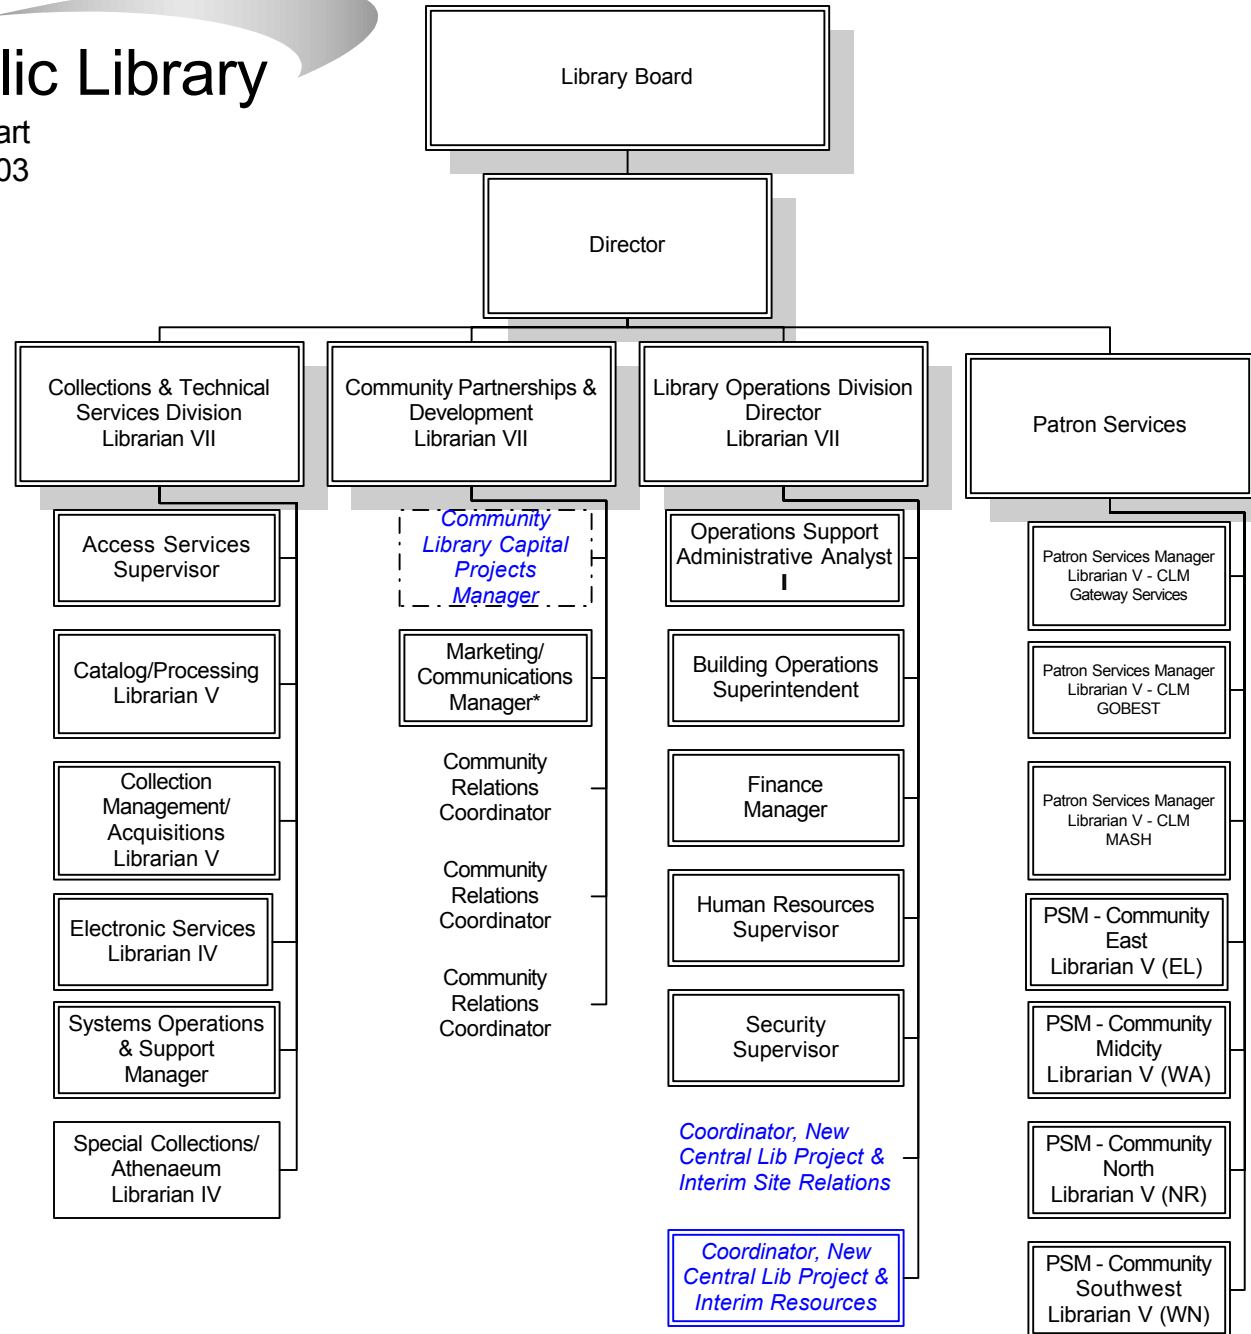 lic Library
art
03
Library Board
Director
Collections & Technical
Services Division
Librarian VII
Community Partnerships &
Development
Librarian VII
Library Operations Division
Director
Librarian VII
Patron Services
Access Services
Supervisor
Catalog/Processing
Librarian V
Collection
Management/
Acquisitions
Librarian V
Electronic Services
Librarian IV
Systems Operations
& Support
Manager
Special Collections/
Athenaeum
Librarian IV
Community
Library Capital
Projects
Manager
Marketing/
Communications
Manager*
Community
Relations
Coordinator
Community
Relations
Coordinator
Community
Relations
Coordinator
Operations Support
Administrative Analyst
I
Building Operations
Superintendent
Finance
Manager
Human Resources
Supervisor
Security
Supervisor
Coordinator, New
Central Lib Project &
Interim Site Relations
Coordinator, New
Central Lib Project &
Interim Resources
Patron Services Manager
Librarian V - CLM
Gateway Services
Patron Services Manager
Librarian V - CLM
GOBEST
Patron Services Manager
Librarian V - CLM
MASH
PSM - Community
East
Librarian V (EL)
PSM - Community
Midcity
Librarian V (WA)
PSM - Community
North
Librarian V (NR)
PSM - Community
Southwest
Librarian V (WN)